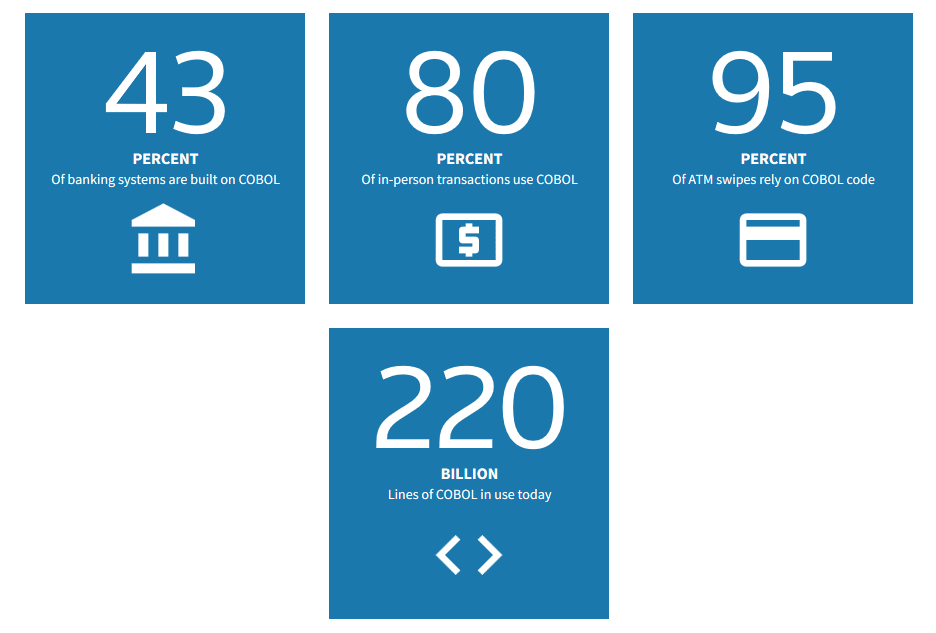 43
PERCENT
Of banking systems are built on COBOL
80
PERCENT
Of in-person transactions use COBOL
95
PERCENT
Of ATM swipes rely on COBOL code
220
BILLION
Lines of COBOL in use today